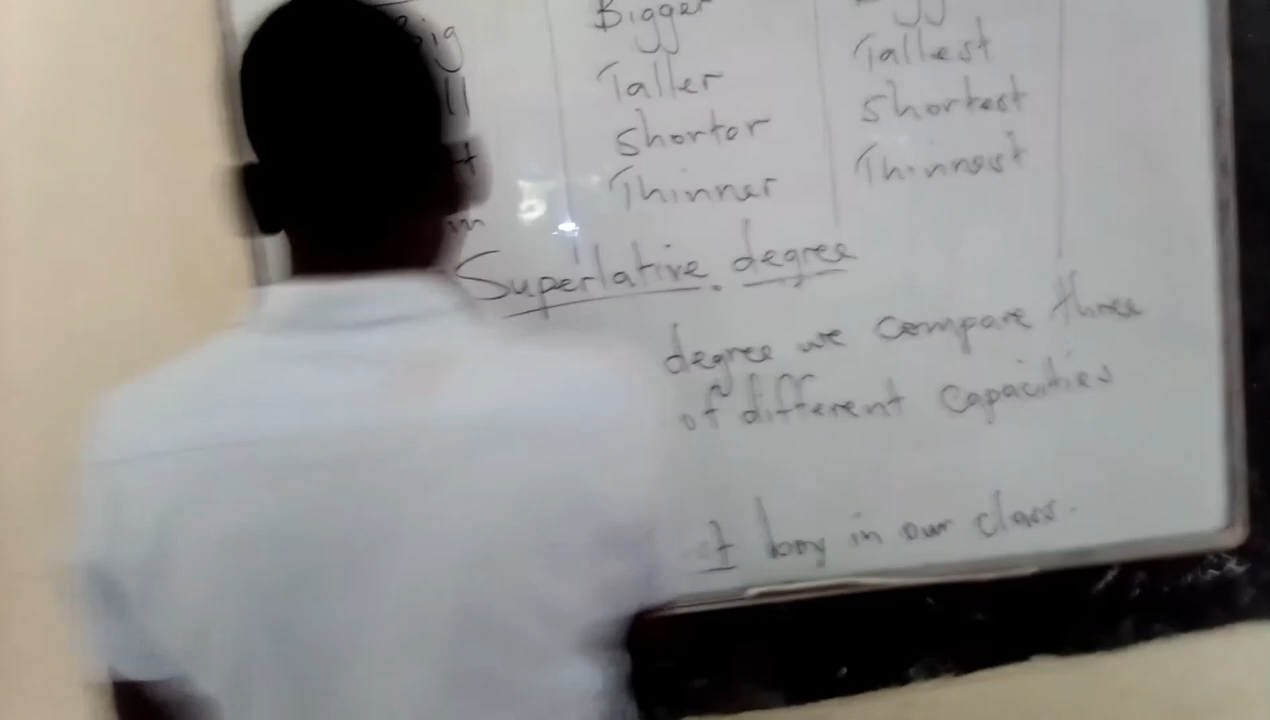 Big Bigger
Taller Tallest
shorter shortest
Thinner Thinnest
Superlative degree
degree we compare three
of different capacities
boy in our class.